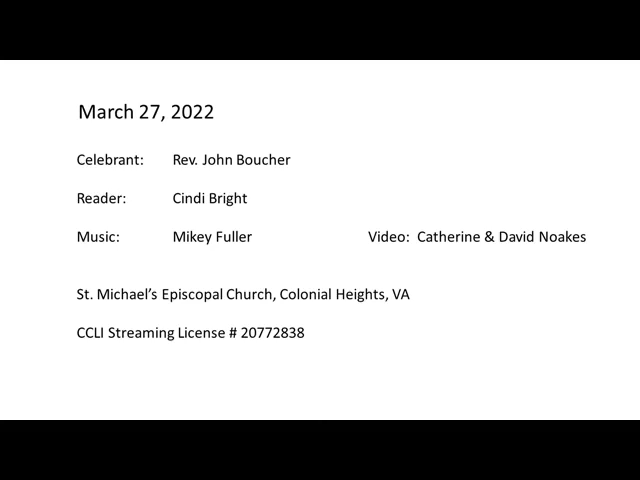 March 27, 2022
Celebrant: Rev. John Boucher
Reader: Cindi Bright
Music: Mikey Fuller Video: Catherine & David Noakes
St. Michael’s Episcopal Church, Colonial Heights, VA
CCLI Streaming License # 20772838